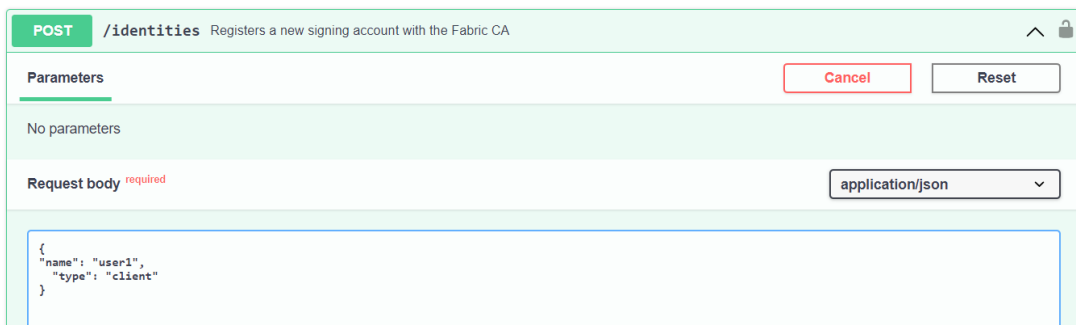 POST /identities Registers a new signing account with the Fabric CA
Parameters Cancel Reset
No parameters
Request body required application/json
{
"name": "user1",
  "type": "client"
}